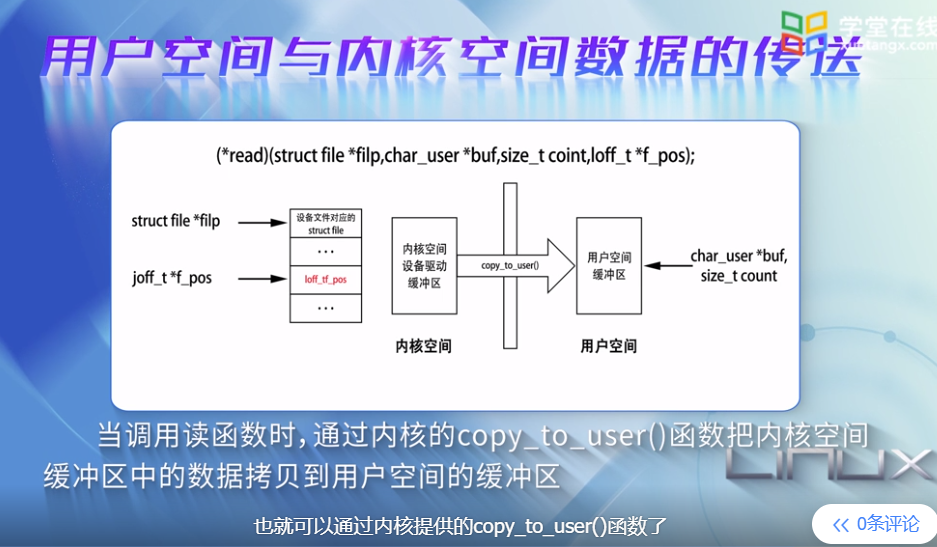 用户空间与内核空间数据的传送
学堂在线
xuetangx.com
(*read)(struct file *filp,char_user *buf,size_t coint,loff_t *f_pos);
struct file *filp
设备文件对应的
struct file
...
joff_t *f_pos
loff_tf_pos
...
内核空间
设备驱动
缓冲区
copy_to_user()
用户空间
缓冲区
char_user *buf,
size_t count
内核空间
用户空间
当调用读函数时,通过内核的copy_to_user()函数把内核空间
缓冲区中的数据拷贝到用户空间的缓冲区
LINUX
也就可以通过内核提供的copy_to_user()函数了
0条评论